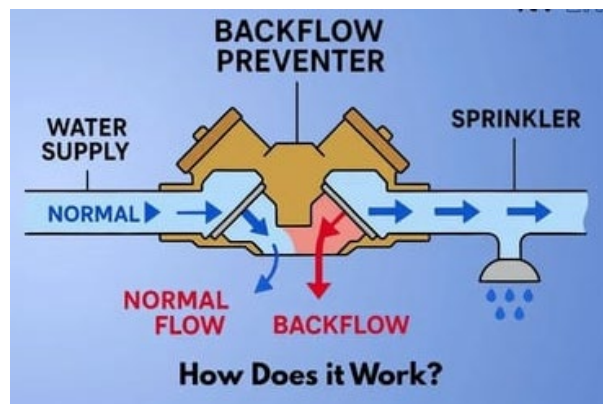 BACKFLOW
PREVENTER
WATER
SUPPLY
SPRINKLER
NORMAL
NORMAL
FLOW
BACKFLOW
How Does it Work?